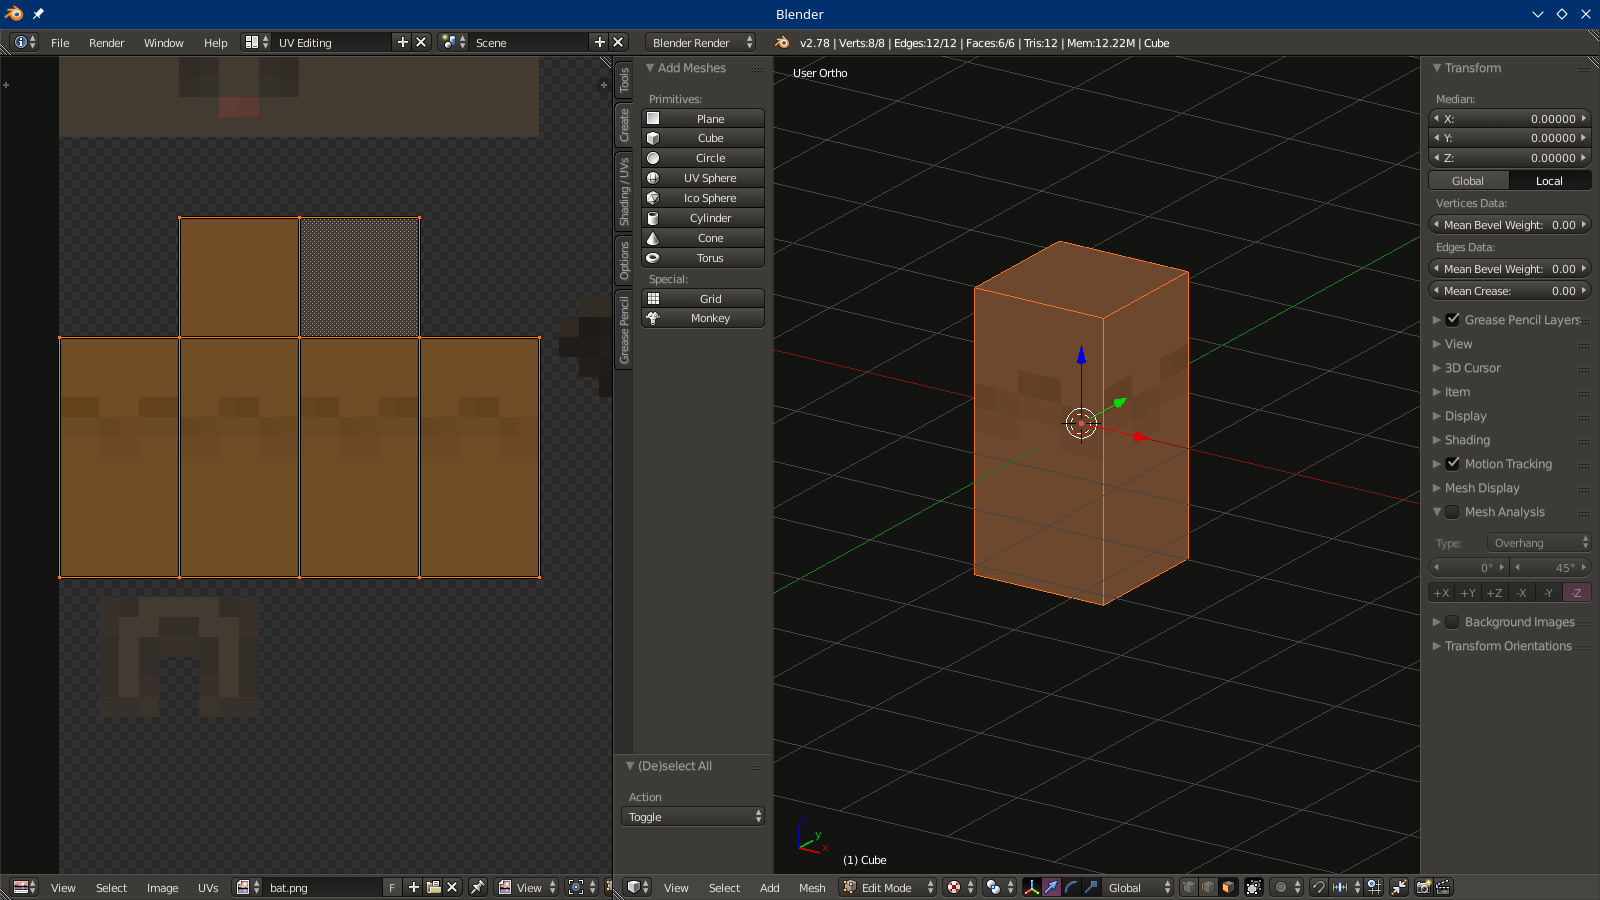 Blender
File Render Window Help UV Editing Scene Blender Render v2.78 | Verts:8/8 | Edges:12/12 | Faces:6/6 | Tris:12 | Mem:12.22M | Cube
Tools
Create
Shading / UVs
Options
Grease Pencil
Add Meshes
Primitives:
Plane
Cube
Circle
UV Sphere
Ico Sphere
Cylinder
Cone
Torus
Special:
Grid
Monkey
(De)select All
Action
Toggle
User Ortho
z
y
x
(1) Cube
Transform
Median:
X: 0.00000
Y: 0.00000
Z: 0.00000
Global Local
Vertices Data:
Mean Bevel Weight: 0.00
Edges Data:
Mean Bevel Weight: 0.00
Mean Crease: 0.00
Grease Pencil Layers
View
3D Cursor
Item
Display
Shading
Motion Tracking
Mesh Display
Mesh Analysis
Type: Overhang
0° 45°
+X +Y +Z -X -Y -Z
Background Images
Transform Orientations
View Select Image UVs bat.png F View
View Select Add Mesh Edit Mode Global